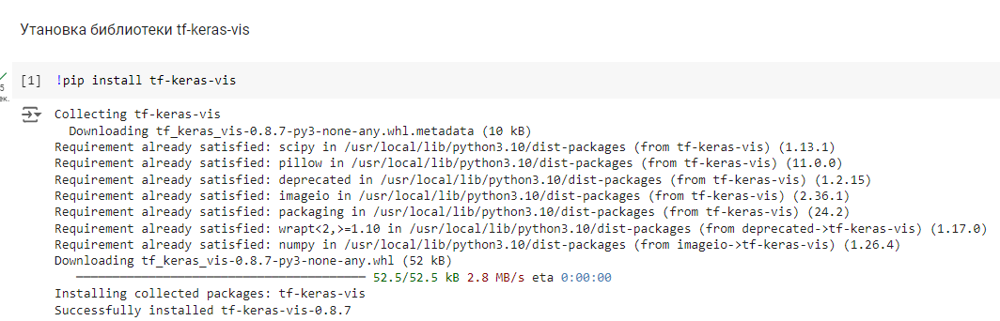 Утановка библиотеки tf-keras-vis
5
ек.
[1] !pip install tf-keras-vis
Collecting tf-keras-vis
Downloading tf_keras_vis-0.8.7-py3-none-any.whl.metadata (10 kB)
Requirement already satisfied: scipy in /usr/local/lib/python3.10/dist-packages (from tf-keras-vis) (1.13.1)
Requirement already satisfied: pillow in /usr/local/lib/python3.10/dist-packages (from tf-keras-vis) (11.0.0)
Requirement already satisfied: deprecated in /usr/local/lib/python3.10/dist-packages (from tf-keras-vis) (1.2.15)
Requirement already satisfied: imageio in /usr/local/lib/python3.10/dist-packages (from tf-keras-vis) (2.36.1)
Requirement already satisfied: packaging in /usr/local/lib/python3.10/dist-packages (from tf-keras-vis) (24.2)
Requirement already satisfied: wrapt<2,>=1.10 in /usr/local/lib/python3.10/dist-packages (from deprecated->tf-keras-vis) (1.17.0)
Requirement already satisfied: numpy in /usr/local/lib/python3.10/dist-packages (from imageio->tf-keras-vis) (1.26.4)
Downloading tf_keras_vis-0.8.7-py3-none-any.whl (52 kB)
52.5/52.5 kB 2.8 MB/s eta 0:00:00
Installing collected packages: tf-keras-vis
Successfully installed tf-keras-vis-0.8.7